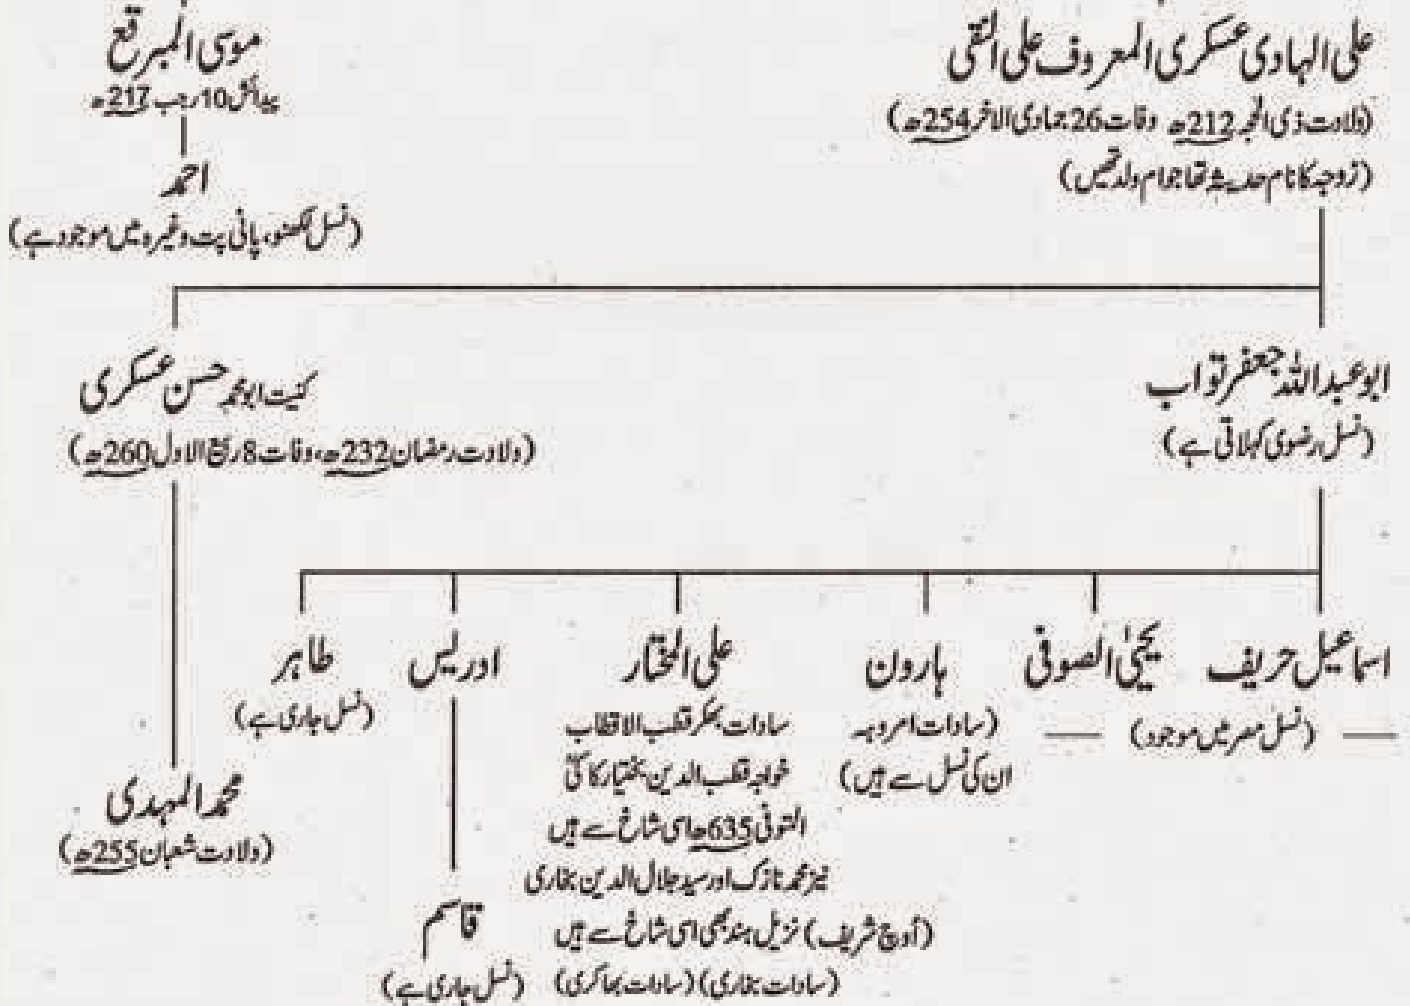 علی الہادی عسکری المعروف علی النقی
(ولادت ذی الحجہ 212ھ وفات 26 جمادی الاخر 254ھ)
(زوجہ کا نام حدیثہ تھا جو ام ولد تھیں)
موسی المبرقع
پیدائش 10 رجب 217ھ
احمد
(نسل لکھنو، پانی پت وغیرہ میں موجود ہے)
ابو عبداللہ جعفر تواب
(نسل رضوی کہلاتی ہے)
کنیت ابو محمد حسن عسکری
(ولادت رمضان 232ھ، وفات 8 ربیع الاول 260ھ)
اسماعیل حریف
یحییٰ الصوفی
(نسل مصر میں موجود)
ہارون
(سادات امروہہ
ان کی نسل سے ہیں)
علی المختار
سادات بھکر قطب الاقطاب
خواجہ قطب الدین بختیار کاکیؒ
المتوفی 635ھ اسی شاخ سے ہیں
نیز محمد نازک اور سید جلال الدین بخاری
(اوچ شریف) نزیل ہند بھی اسی شاخ سے ہیں
(سادات بخاری) (سادات بھاکری)
ادریس
قاسم
(نسل جاری ہے)
طاہر
(نسل جاری ہے)
محمد المہدی
(ولادت شعبان 255ھ)